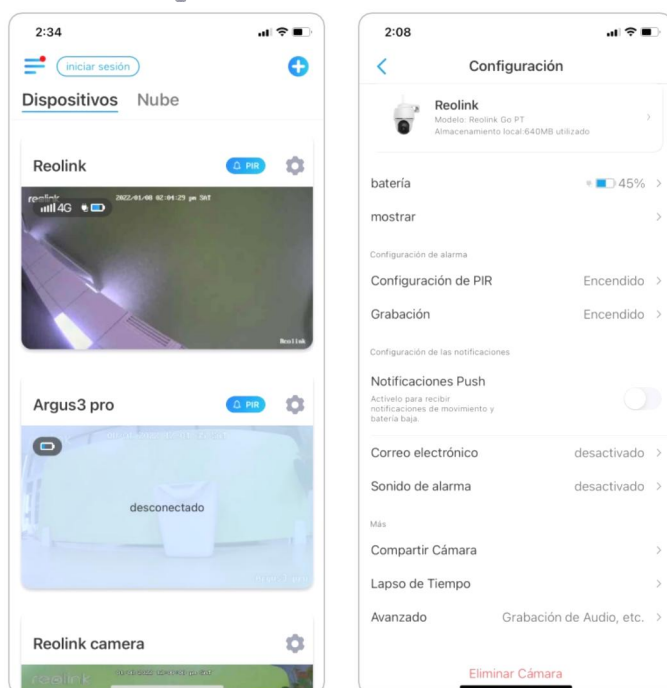 2:34
iniciar sesión
Dispositivos Nube
Reolink
PIR
reolink
4G
2022/01/08 02:04:29 pm SAT
Reolink
Argus3 pro
PIR
desconectado
Reolink camera
reolink
2:08
Configuración
Reolink
Modelo: Reolink Go PT
Almacenamiento local:640MB utilizado
batería 45%
mostrar
Configuración de alarma
Configuración de PIR Encendido
Grabación Encendido
Configuración de las notificaciones
Notificaciones Push
Actívelo para recibir
notificaciones de movimiento y
batería baja.
Correo electrónico desactivado
Sonido de alarma desactivado
Más
Compartir Cámara
Lapso de Tiempo
Avanzado Grabación de Audio, etc.
Eliminar Cámara